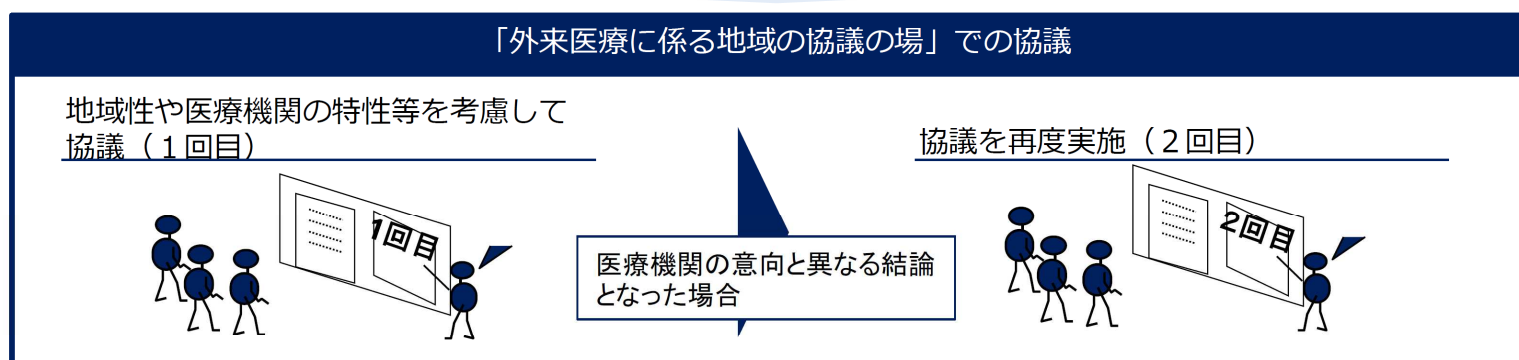 「外来医療に係る地域の協議の場」での協議
地域性や医療機関の特性等を考慮して
協議（１回目）
1回目
医療機関の意向と異なる結論
となった場合
協議を再度実施（２回目）
2回目